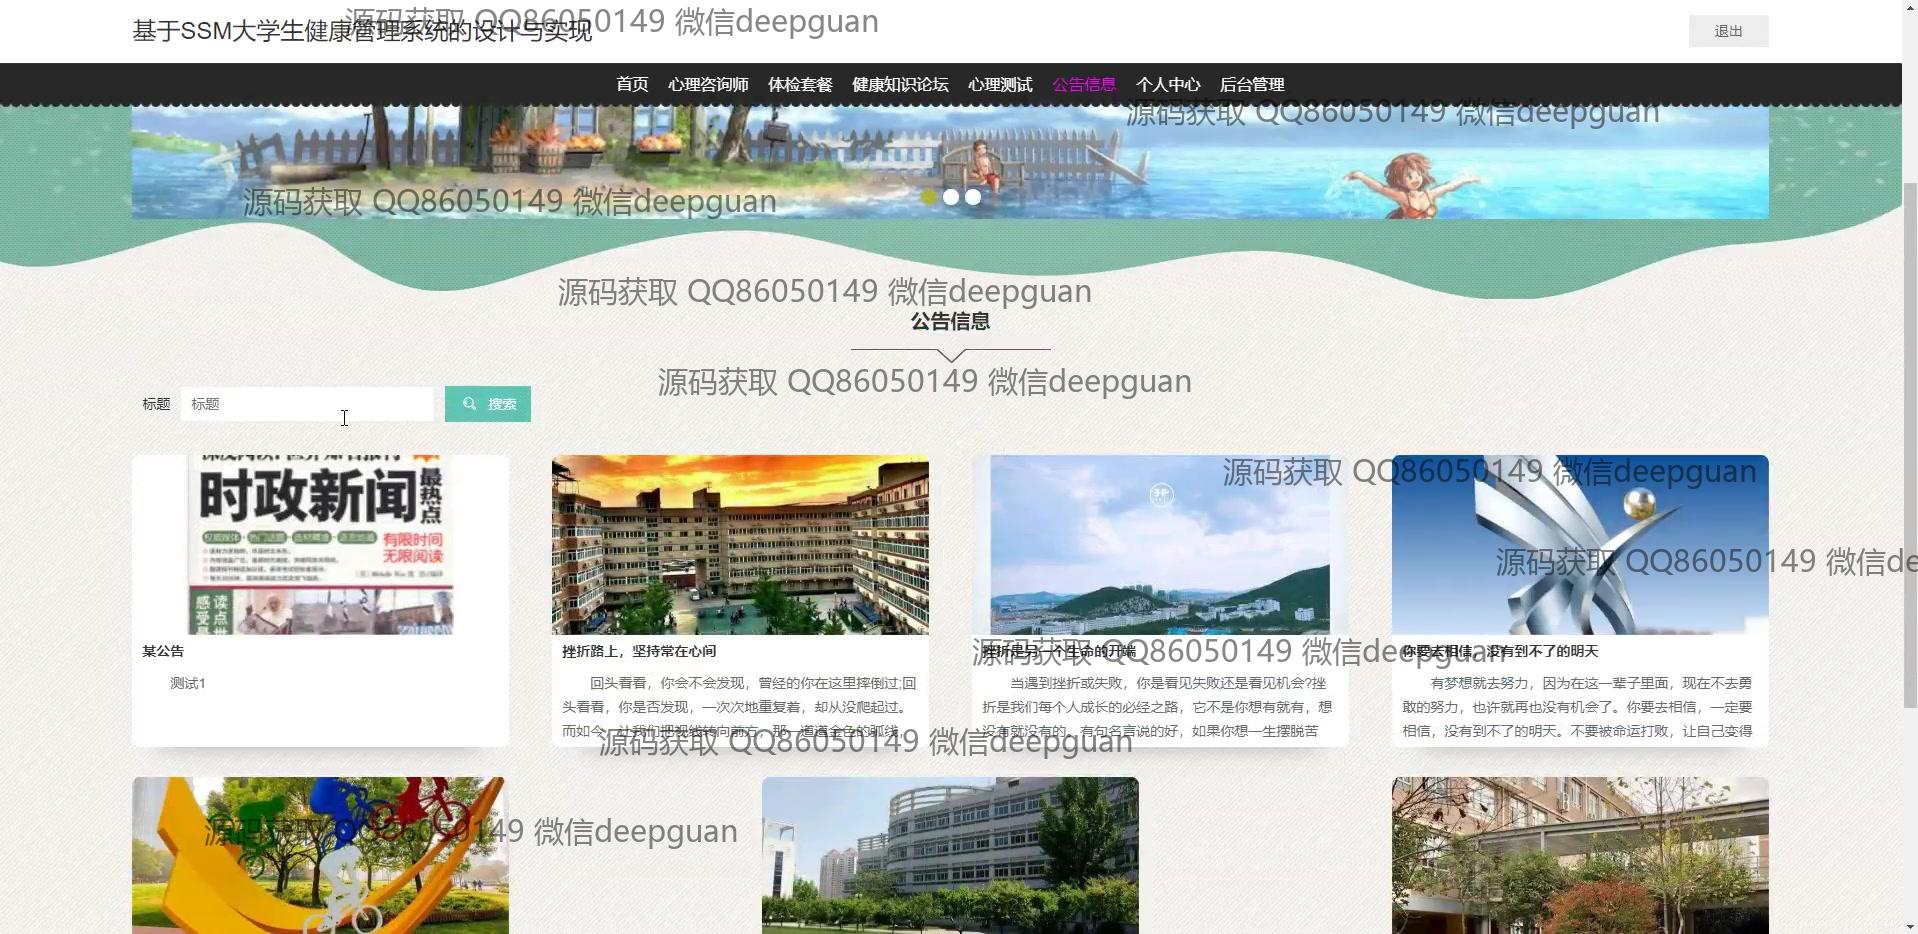 基于SSM大学生健康管理系统的设计与实现
源码获取 QQ86050149 微信deepguan
退出
首页 心理咨询师 体检套餐 健康知识论坛 心理测试 公告信息 个人中心 后台管理
源码获取 QQ86050149 微信deepguan
源码获取 QQ86050149 微信deepguan
源码获取 QQ86050149 微信deepguan
公告信息
源码获取 QQ86050149 微信deepguan
标题 标题 搜索
源码获取 QQ86050149 微信deepguan
时政新闻
最热点
有限时间
无限阅读
源码获取 QQ86050149 微信de
某公告
测试1
挫折路上，坚持常在心间
回头看看，你会不会发现，曾经的你在这里摔倒过;回
头看看，你是否发现，一次次地重复着，却从没爬起过。
而如今，让我们把视线转向前方，那一道道金色的弧线，
源码获取 QQ86050149 微信deepguan
挫折是另一个生命的开端
当遇到挫折或失败，你是看见失败还是看见机会?挫
折是我们每个人成长的必经之路，它不是你想有就有，想
没有就没有的。有句名言说的好，如果你想一生摆脱苦
你要去相信，没有到不了的明天
有梦想就去努力，因为在这一辈子里面，现在不去勇
敢的努力，也许就再也没有机会了。你要去相信，一定要
相信，没有到不了的明天。不要被命运打败，让自己变得
源码获取 QQ86050149 微信deepguan
源码获取 QQ86050149 微信deepguan